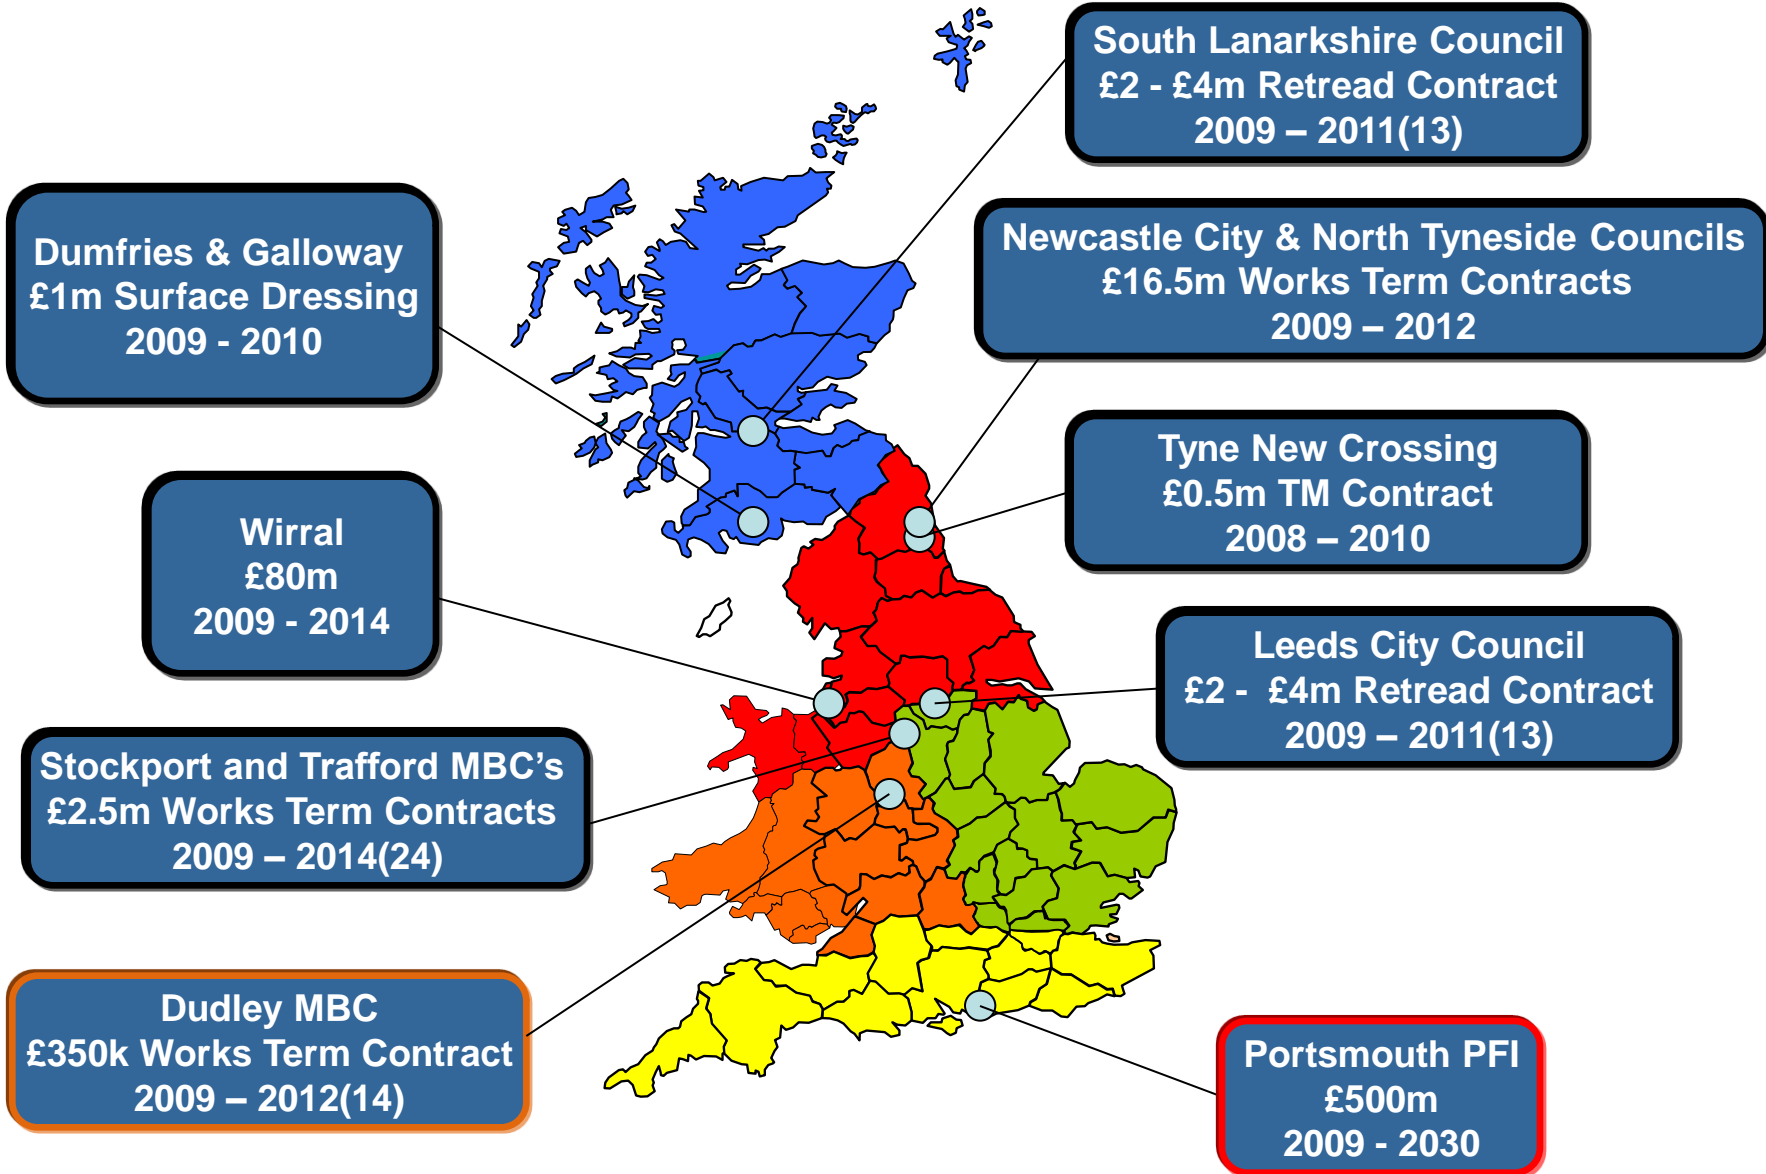 South Lanarkshire Council
£2 - £4m Retread Contract
2009 – 2011(13)
Dumfries & Galloway
£1m Surface Dressing
2009 - 2010
Newcastle City & North Tyneside Councils
£16.5m Works Term Contracts
2009 – 2012
Tyne New Crossing
£0.5m TM Contract
2008 – 2010
Wirral
£80m
2009 - 2014
Leeds City Council
£2 -  £4m Retread Contract
2009 – 2011(13)
Stockport and Trafford MBC's
£2.5m Works Term Contracts
2009 – 2014(24)
Dudley MBC
£350k Works Term Contract
2009 – 2012(14)
Portsmouth PFI
£500m
2009 - 2030